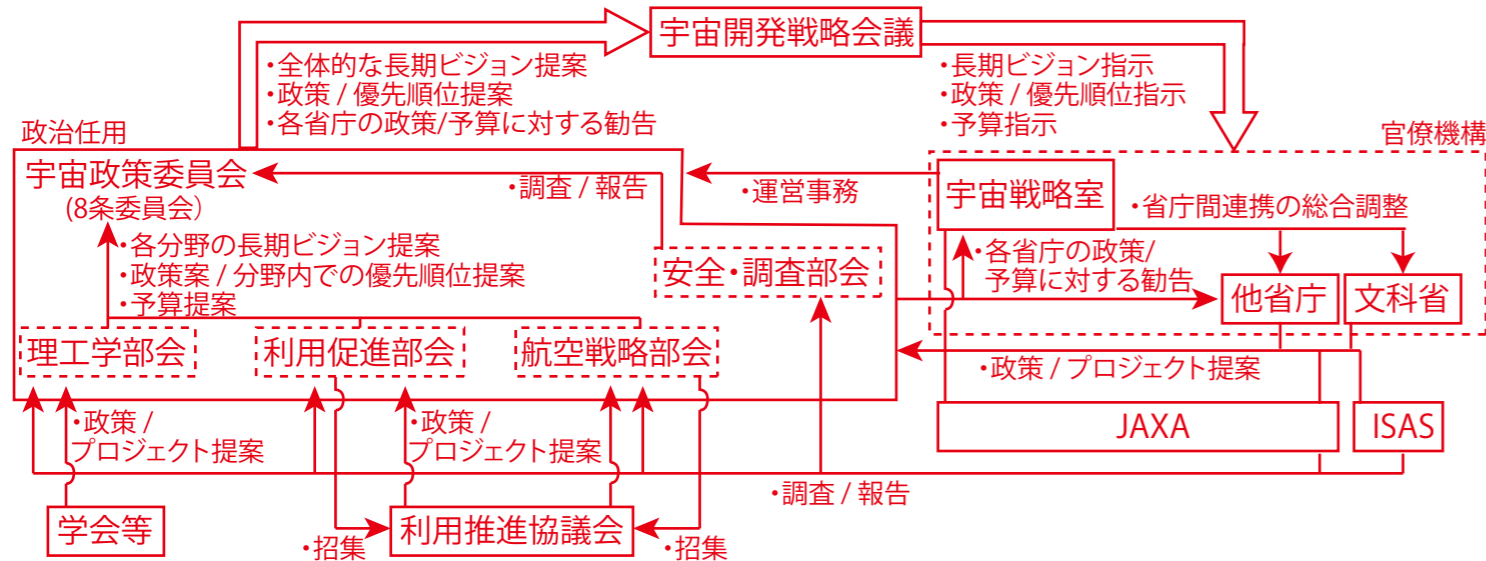 宇宙開発戦略会議
・全体的な長期ビジョン提案
・政策 / 優先順位提案
・各省庁の政策/予算に対する勧告
・長期ビジョン指示
・政策 / 優先順位指示
・予算指示
政治任用
官僚機構
宇宙政策委員会
(8条委員会)
・調査 / 報告
・運営事務
宇宙戦略室
・省庁間連携の総合調整
・各分野の長期ビジョン提案
・政策案 / 分野内での優先順位提案
・予算提案
安全・調査部会
・各省庁の政策/
予算に対する勧告
他省庁
文科省
理工学部会
利用促進部会
航空戦略部会
・政策 / プロジェクト提案
・政策 /
プロジェクト提案
・政策 /
プロジェクト提案
JAXA
ISAS
・調査 / 報告
学会等
利用推進協議会
・招集
・招集